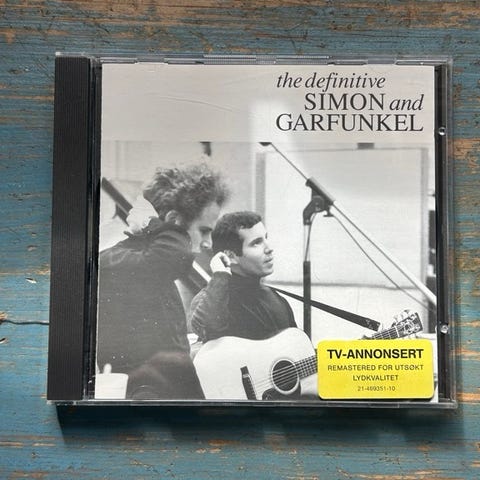 the definitive
SIMON and
GARFUNKEL
TV-ANNONSERT
REMASTERED FOR UTSØKT
LYDKVALITET
21-469351-10